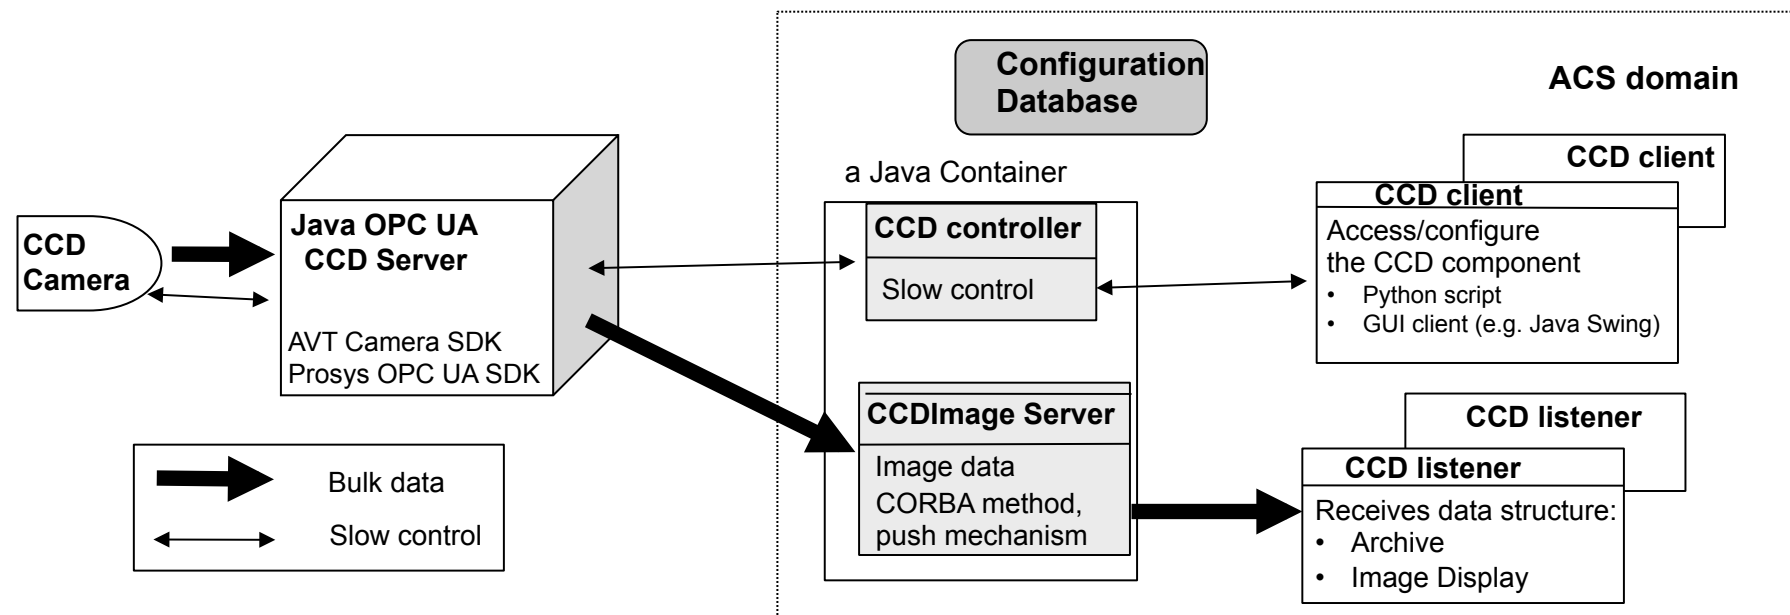 Configuration
Database
ACS domain
CCD client
a Java Container
CCD client
Access/configure
the CCD component
• Python script
• GUI client (e.g. Java Swing)
CCD
Camera
Java OPC UA
CCD Server
AVT Camera SDK
Prosys OPC UA SDK
CCD controller
Slow control
CCDImage Server
Image data
CORBA method,
push mechanism
CCD listener
CCD listener
Receives data structure:
• Archive
• Image Display
Bulk data
Slow control